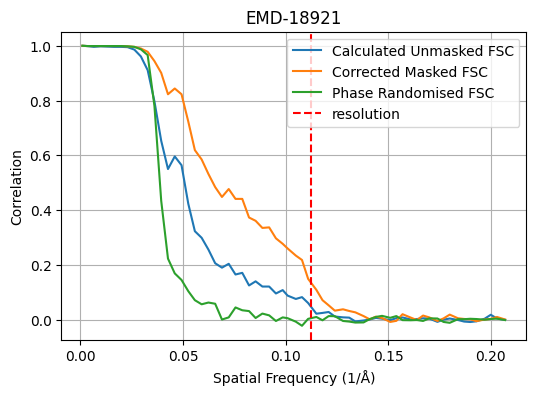 EMD-18921
Calculated Unmasked FSC
Corrected Masked FSC
Phase Randomised FSC
resolution
Correlation
1.0
0.8
0.6
0.4
0.2
0.0
0.00 0.05 0.10 0.15 0.20
Spatial Frequency (1/Å)